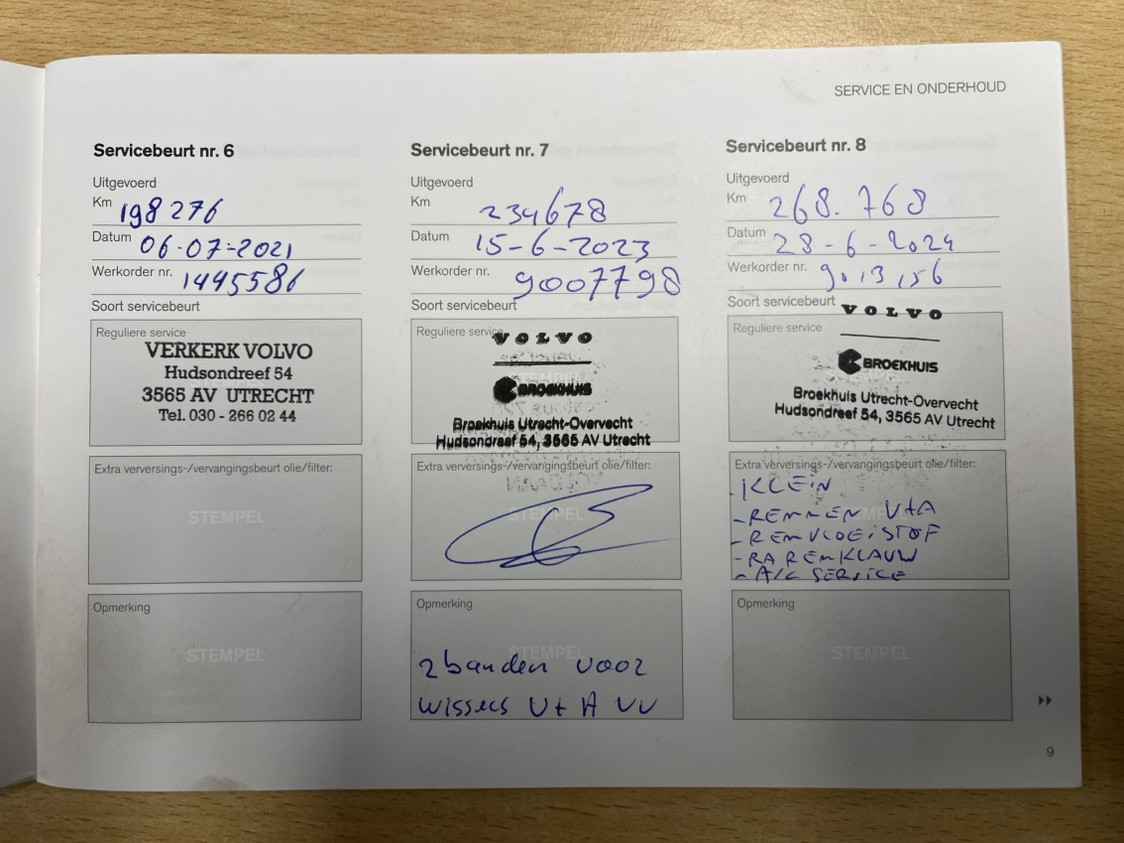 SERVICE EN ONDERHOUD
Servicebeurt nr. 6
Uitgevoerd
Km 198276
Datum 06-07-2021
Werkorder nr. 1445586
Soort servicebeurt
Reguliere service
VERKERK VOLVO
Hudsondreef 54
3565 AV UTRECHT
Tel. 030 - 266 02 44
Extra verversings-/vervangingsbeurt olie/filter:
STEMPEL
Opmerking
STEMPEL
Servicebeurt nr. 7
Uitgevoerd
Km 234678
Datum 15-6-2023
Werkorder nr. 9007798
Soort servicebeurt
Reguliere service
VOLVO
BROEKHUIS
Broekhuis Utrecht-Overvecht
Hudsondreef 54, 3565 AV Utrecht
Extra verversings-/vervangingsbeurt olie/filter:
STEMPEL
Opmerking
STEMPEL
2 banden voor
wissers V+A VV
Servicebeurt nr. 8
Uitgevoerd
Km 268.768
Datum 28-6-2024
Werkorder nr. 9013156
Soort servicebeurt
Reguliere service
VOLVO
BROEKHUIS
Broekhuis Utrecht-Overvecht
Hudsondreef 54, 3565 AV Utrecht
Extra verversings-/vervangingsbeurt olie/filter:
STEMPEL
- KLEIN
- REMMEN V+A
- REMVLOEISTOF
- RA REMKLAUW
- A/C SERVICE
Opmerking
STEMPEL
9